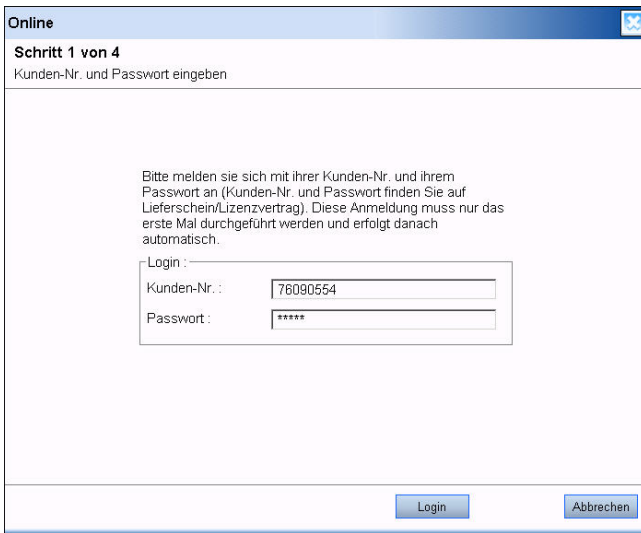 Online
Schritt 1 von 4
Kunden-Nr. und Passwort eingeben
Bitte melden sie sich mit ihrer Kunden-Nr. und ihrem
Passwort an (Kunden-Nr. und Passwort finden Sie auf
Lieferschein/Lizenzvertrag). Diese Anmeldung muss nur das
erste Mal durchgeführt werden und erfolgt danach
automatisch.
Login :
Kunden-Nr. : 76090554
Passwort : *****
Login Abbrechen